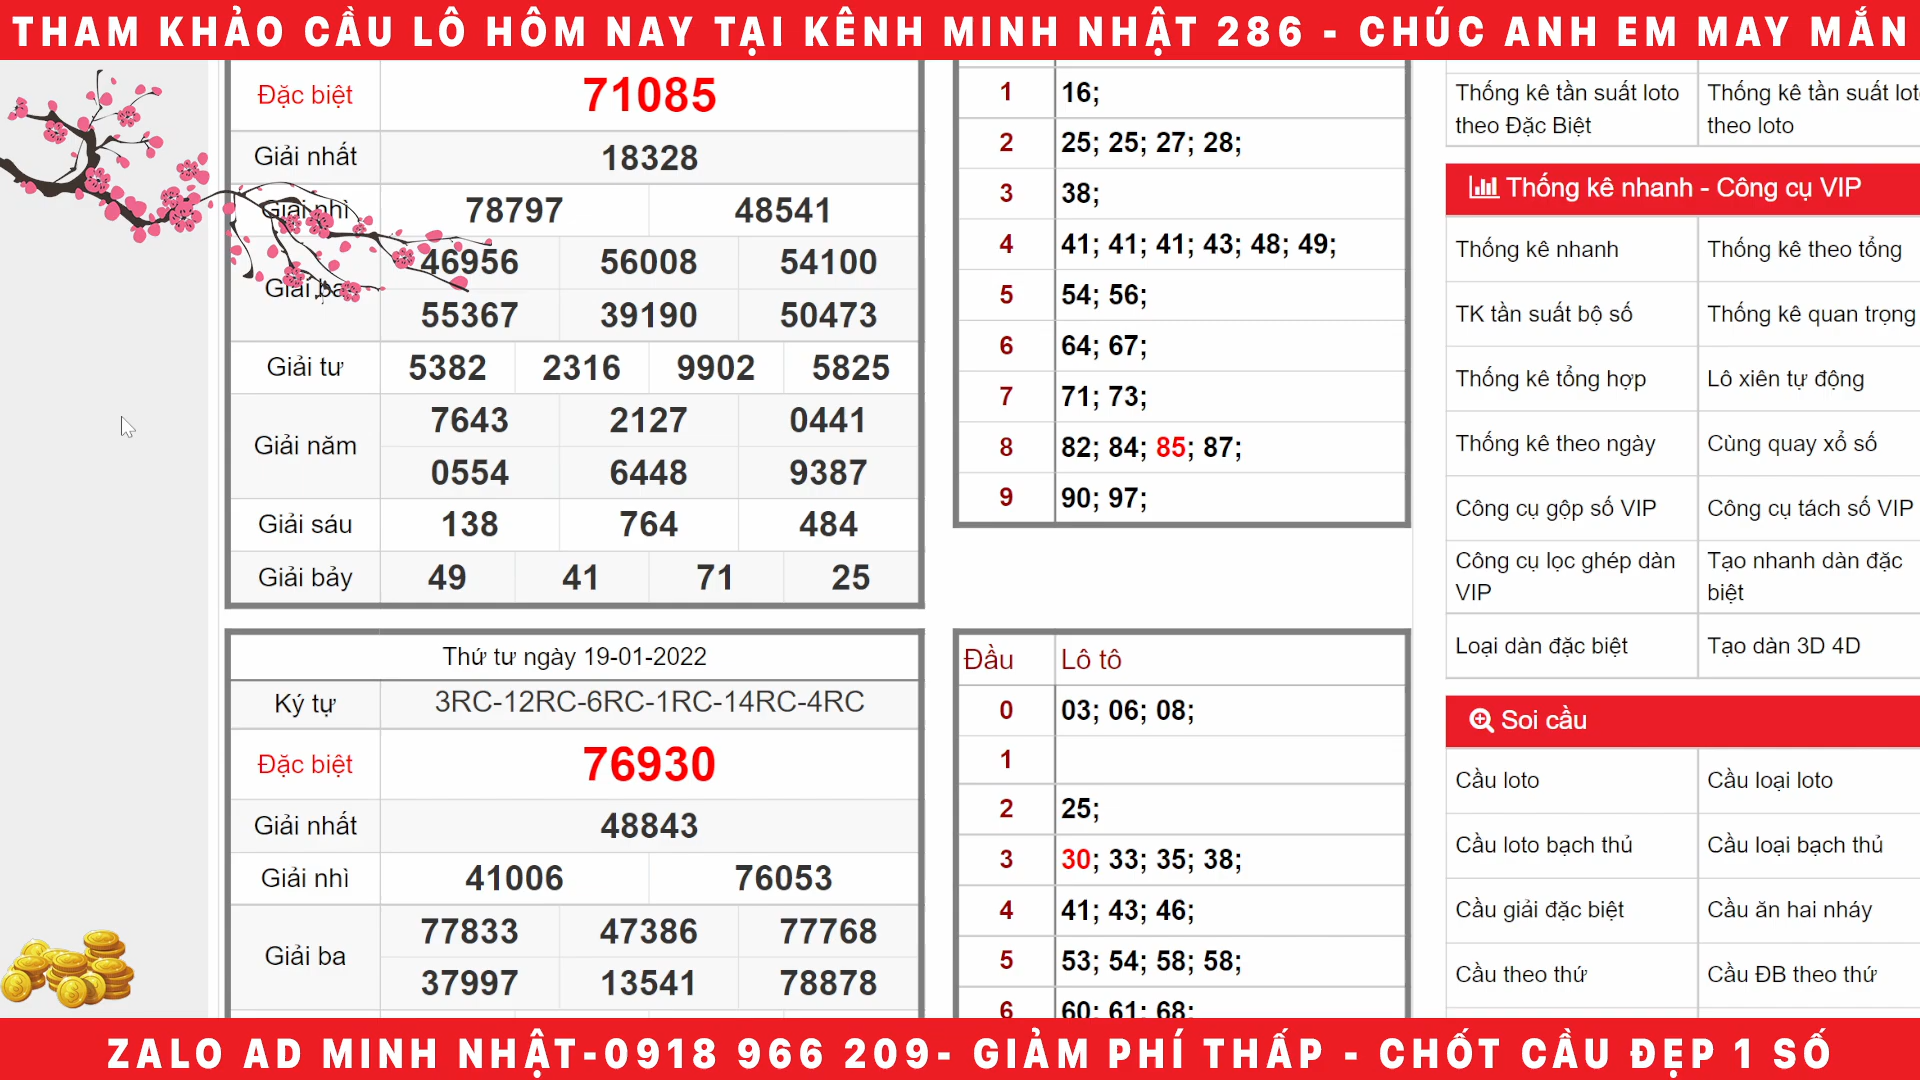 THAM KHẢO CẦU LÔ HÔM NAY TẠI KÊNH MINH NHẬT 286 - CHÚC ANH EM MAY MẮN
Đặc biệt 71085
Giải nhất 18328
Giải nhì 78797 48541
Giải ba 46956 56008 54100
55367 39190 50473
Giải tư 5382 2316 9902 5825
Giải năm 7643 2127 0441
0554 6448 9387
Giải sáu 138 764 484
Giải bảy 49 41 71 25
1 16;
2 25; 25; 27; 28;
3 38;
4 41; 41; 41; 43; 48; 49;
5 54; 56;
6 64; 67;
7 71; 73;
8 82; 84; 85; 87;
9 90; 97;
Thứ tư ngày 19-01-2022
Ký tự 3RC-12RC-6RC-1RC-14RC-4RC
Đặc biệt 76930
Giải nhất 48843
Giải nhì 41006 76053
Giải ba 77833 47386 77768
37997 13541 78878
Đầu Lô tô
0 03; 06; 08;
1
2 25;
3 30; 33; 35; 38;
4 41; 43; 46;
5 53; 54; 58; 58;
6 60; 61; 68;
Thống kê tần suất loto theo Đặc Biệt
Thống kê tần suất loto theo loto
Thống kê nhanh - Công cụ VIP
Thống kê nhanh Thống kê theo tổng
TK tần suất bộ số Thống kê quan trọng
Thống kê tổng hợp Lô xiên tự động
Thống kê theo ngày Cùng quay xổ số
Công cụ gộp số VIP Công cụ tách số VIP
Công cụ lọc ghép dàn VIP
Tạo nhanh dàn đặc biệt
Loại dàn đặc biệt Tạo dàn 3D 4D
Soi cầu
Cầu loto Cầu loại loto
Cầu loto bạch thủ Cầu loại bạch thủ
Cầu giải đặc biệt Cầu ăn hai nháy
Cầu theo thứ Cầu ĐB theo thứ
ZALO AD MINH NHẬT-0918 966 209- GIẢM PHÍ THẤP - CHỐT CẦU ĐẸP 1 SỐ